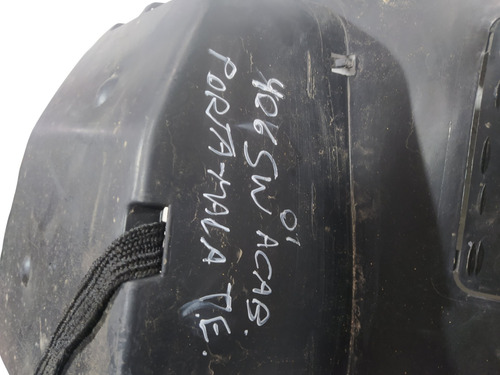 406 SW ACAB.
01
PORTA-MALA T.E.